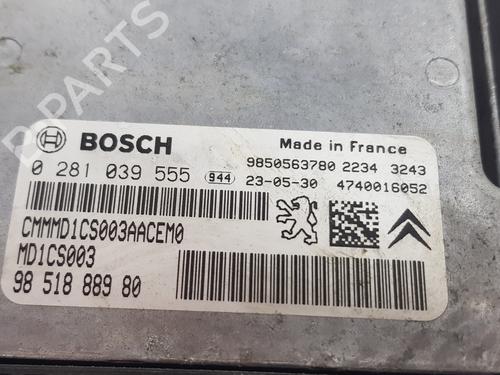 B PARTS
BOSCH
Made in France
0 281 039 555 944
9850563780 2234 3243
23-05-30 4740016052
CMMMD1CS003AACEM0
MD1CS003
98 518 889 80